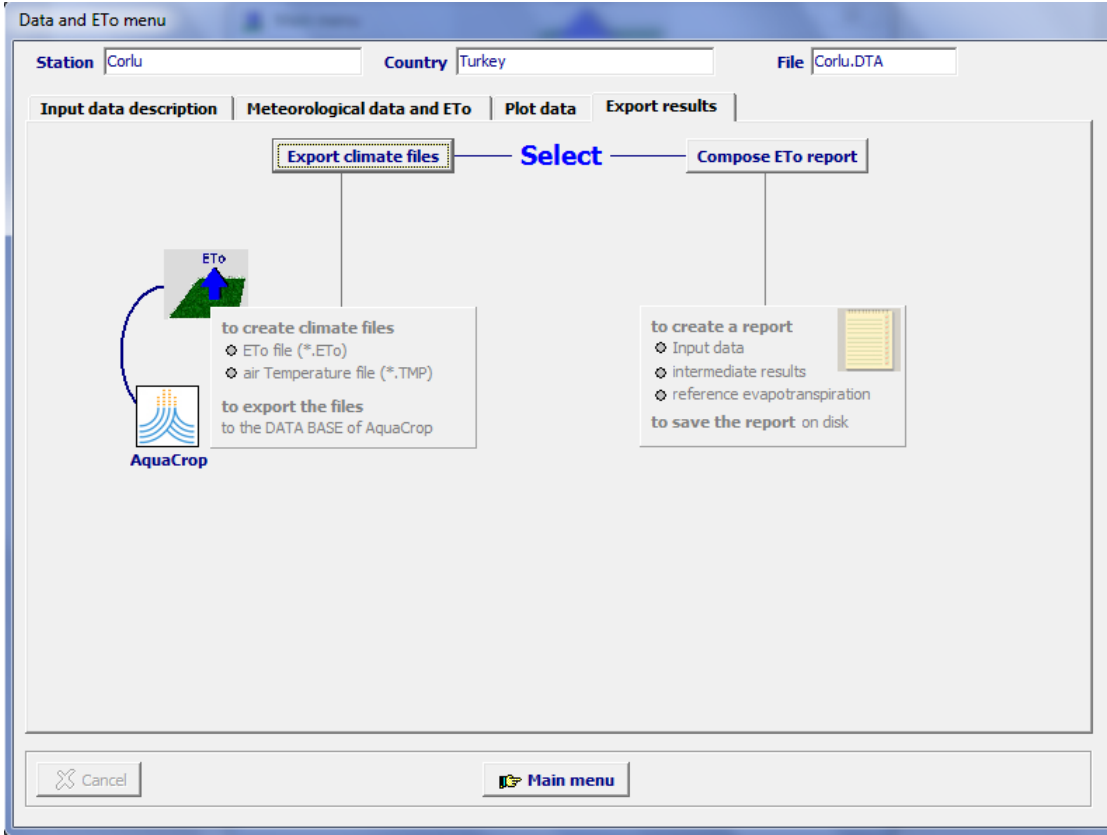 Data and ETo menu
Station Corlu Country Turkey File Corlu.DTA
Input data description Meteorological data and ETo Plot data Export results
Export climate files Select Compose ETo report
ETo
to create climate files
ETo file (*.ETo)
air Temperature file (*.TMP)
to export the files
to the DATA BASE of AquaCrop
AquaCrop
to create a report
Input data
intermediate results
reference evapotranspiration
to save the report on disk
Cancel Main menu